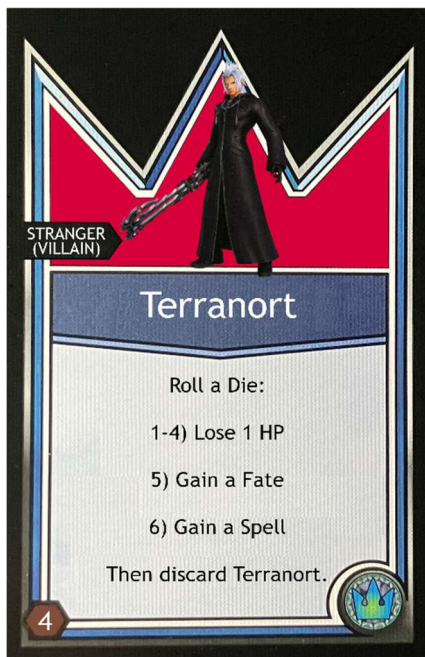 STRANGER
(VILLAIN)
Terranort
Roll a Die:
1-4) Lose 1 HP
5) Gain a Fate
6) Gain a Spell
Then discard Terranort.
4